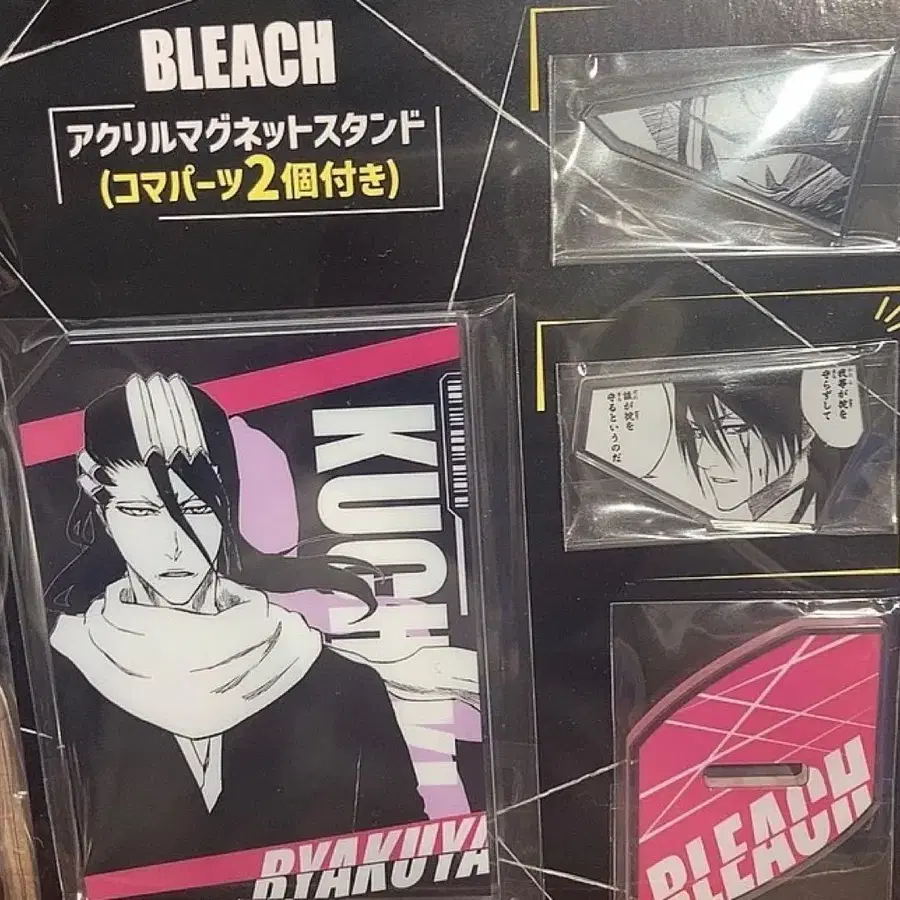 BLEACH
アクリルマグネットスタンド
(コマパーツ2個付き)
KUCHIKI
BYAKUYA
我等が掟を
守らずして
誰が掟を
守るというのだ
BLEACH